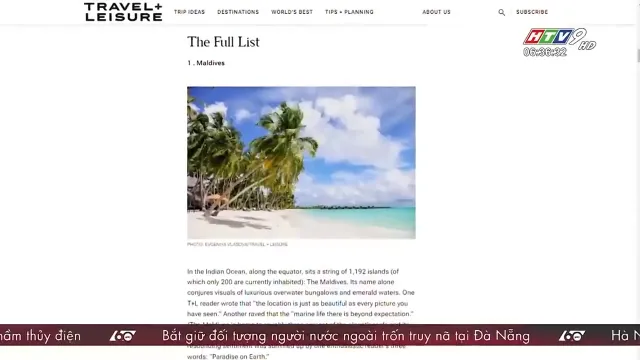 TRAVEL+
LEISURE
TRIP IDEAS
DESTINATIONS
WORLD'S BEST
TIPS + PLANNING
ABOUT US
SUBSCRIBE
HTV9
HD
06:36:32
The Full List
1 . Maldives
PHOTO: EVGENIYA VLASOVA/TRAVEL + LEISURE
In the Indian Ocean, along the equator, sits a string of 1,192 islands (of
which only 200 are currently inhabited): The Maldives. Its name alone
conjures visuals of luxurious overwater bungalows and emerald waters. One
T+L reader wrote that "the location is just as beautiful as every picture you
have seen." Another raved that the "marine life there is beyond expectation."
words: "Paradise on Earth."
hầm thủy điện
Bắt giữ đối tượng người nước ngoài trốn truy nã tại Đà Nẵng
Hà N